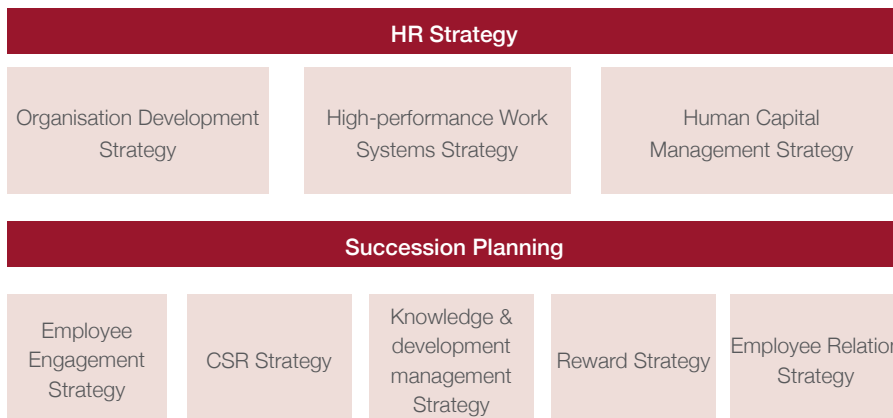 HR Strategy
Organisation Development
Strategy
High-performance Work
Systems Strategy
Human Capital
Management Strategy
Succession Planning
Employee
Engagement
Strategy
CSR Strategy
Knowledge &
development
management
Strategy
Reward Strategy
Employee Relation
Strategy